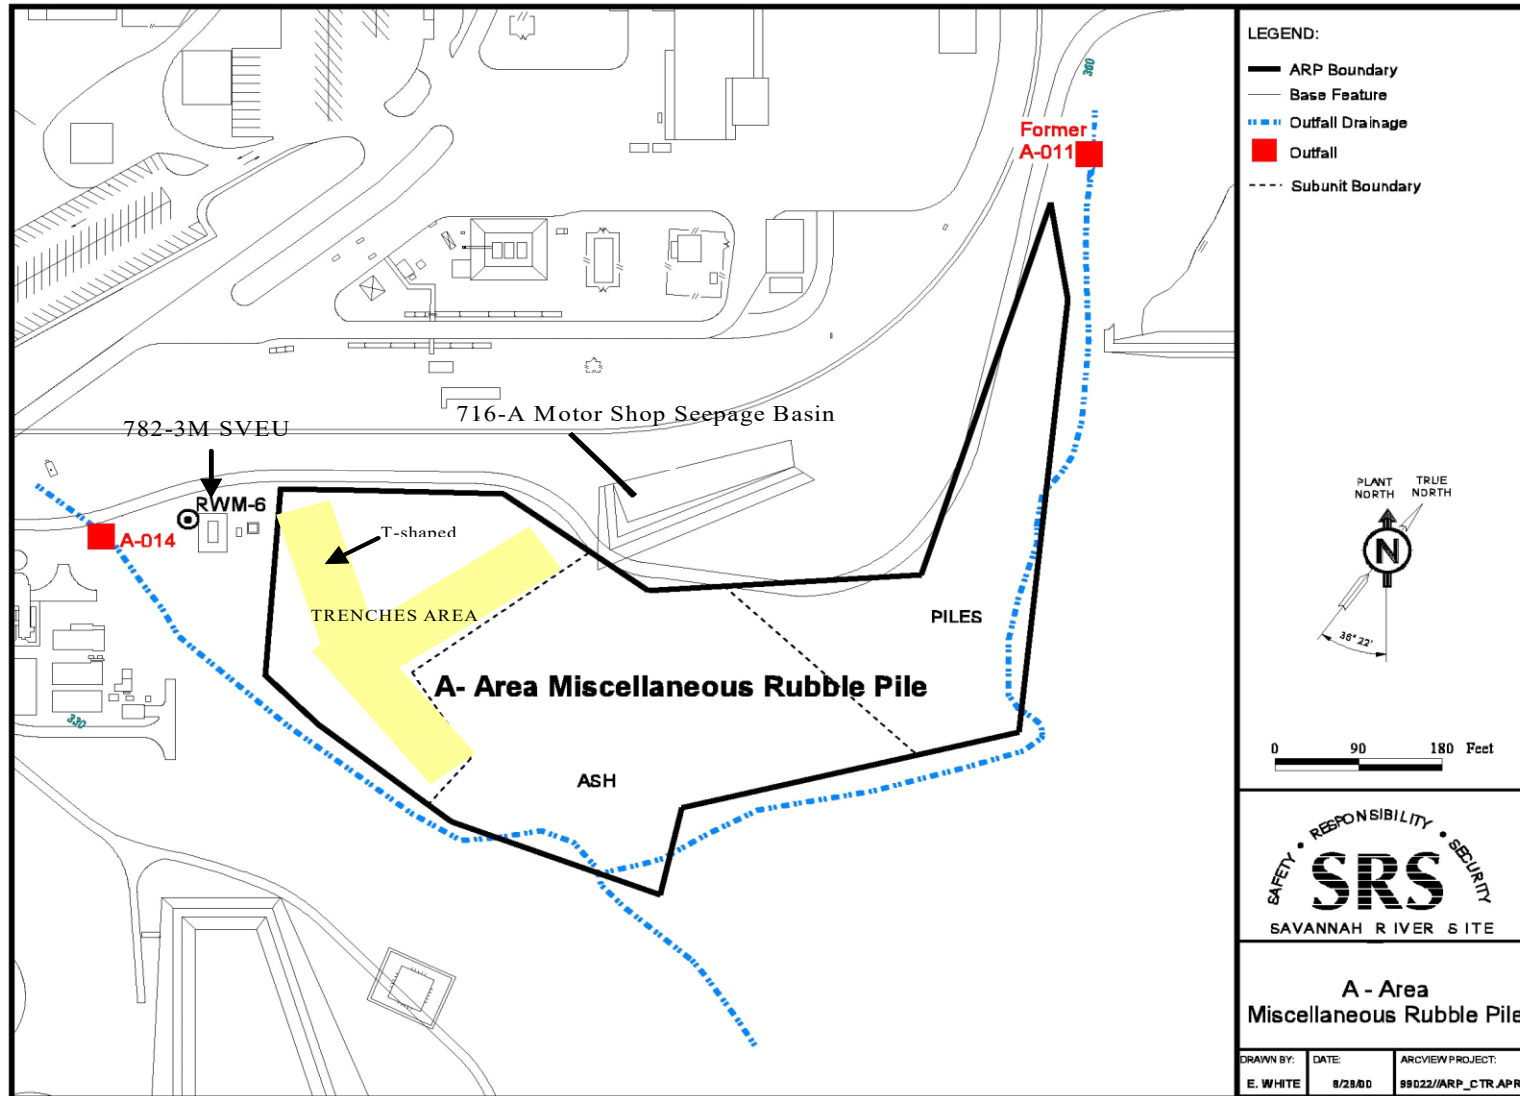 360
Former
A-011
716-A Motor Shop Seepage Basin
782-3M SVEU
RWM-6
A-014
T-shaped
TRENCHES AREA
PILES
A- Area Miscellaneous Rubble Pile
330
ASH
LEGEND:
ARP Boundary
Base Feature
Outfall Drainage
Outfall
Subunit Boundary
PLANT NORTH
TRUE NORTH
N
36° 22'
0 90 180 Feet
SAFETY • RESPONSIBILITY • SECURITY
SRS
SAVANNAH RIVER SITE
A - Area
Miscellaneous Rubble Pile
DRAWN BY: DATE: ARCVIEW PROJECT:
E. WHITE 8/28/00 99022//ARP_CTR.APR